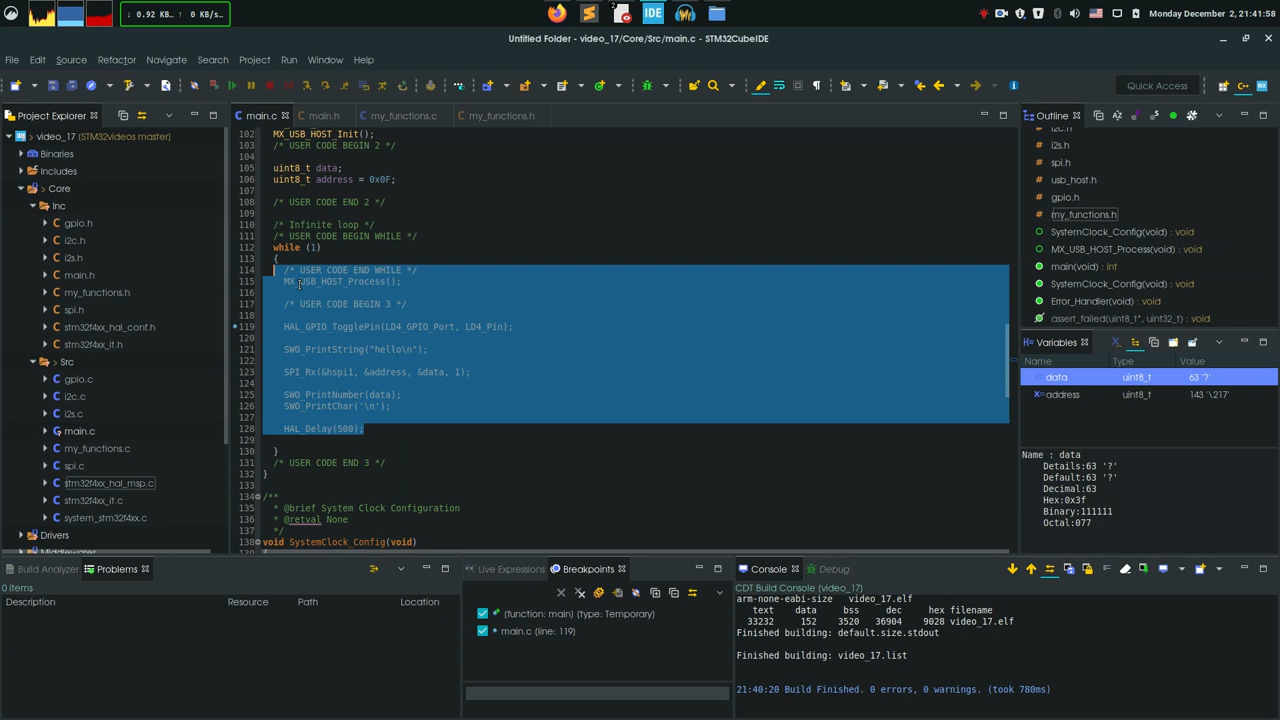 0.92 KB... ↑ 0 KB...
2
IDE
Monday December 2, 21:41:58
Untitled Folder - video_17/Core/Src/main.c - STM32CubeIDE
File Edit Source Refactor Navigate Search Project Run Window Help
Quick Access
Project Explorer
main.c main.h my_functions.c my_functions.h
Outline
video_17 (STM32videos master)
Binaries
Includes
> Core
> Inc
gpio.h
i2c.h
i2s.h
main.h
my_functions.h
spi.h
stm32f4xx_hal_conf.h
stm32f4xx_it.h
> Src
gpio.c
i2c.c
i2s.c
main.c
my_functions.c
spi.c
stm32f4xx_hal_msp.c
stm32f4xx_it.c
system_stm32f4xx.c
Drivers
Middlewares
102 MX_USB_HOST_Init();
103 /* USER CODE BEGIN 2 */
104
105 uint8_t data;
106 uint8_t address = 0x0F;
107
108 /* USER CODE END 2 */
109
110 /* Infinite loop */
111 /* USER CODE BEGIN WHILE */
112 while (1)
113 {
114 /* USER CODE END WHILE */
115 MX_USB_HOST_Process();
116
117 /* USER CODE BEGIN 3 */
118
119 HAL_GPIO_TogglePin(LD4_GPIO_Port, LD4_Pin);
120
121 SWO_PrintString("hello\n");
122
123 SPI_Rx(&hspi1, &address, &data, 1);
124
125 SWO_PrintNumber(data);
126 SWO_PrintChar('\n');
127
128 HAL_Delay(500);
129
130 }
131 /* USER CODE END 3 */
132 }
133
134 /**
135 * @brief System Clock Configuration
136 * @retval None
137 */
138 void SystemClock_Config(void)
139 {
i2c.h
i2s.h
spi.h
usb_host.h
gpio.h
my_functions.h
SystemClock_Config(void) : void
MX_USB_HOST_Process(void) : void
main(void) : int
SystemClock_Config(void) : void
Error_Handler(void) : void
assert_failed(uint8_t*, uint32_t) : void
Variables
Name Type Value
data uint8_t 63 '?'
address uint8_t 143 '\217'
Name : data
Details:63 '?'
Default:63 '?'
Decimal:63
Hex:0x3f
Binary:111111
Octal:077
Build Analyzer Problems
0 items
Description Resource Path Location
Live Expressions Breakpoints
[function: main] [type: Temporary]
main.c [line: 119]
Console Debug
CDT Build Console [video_17]
arm-none-eabi-size video_17.elf
text data bss dec hex filename
33232 152 3520 36904 9028 video_17.elf
Finished building: default.size.stdout
Finished building: video_17.list
21:40:20 Build Finished. 0 errors, 0 warnings. (took 780ms)